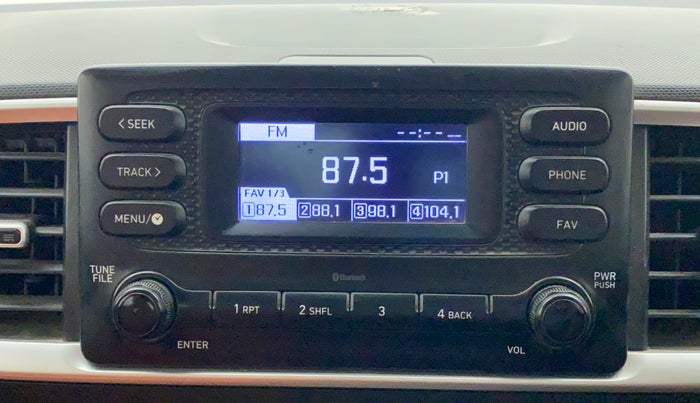 < SEEK
TRACK >
MENU/
FM
--:-- --
87.5 P1
FAV 1/3
1 87.5 2 88.1 3 98.1 4 104.1
AUDIO
PHONE
FAV
Bluetooth
TUNE
FILE
ENTER
1 RPT
2 SHFL
3
4 BACK
VOL
PWR
PUSH